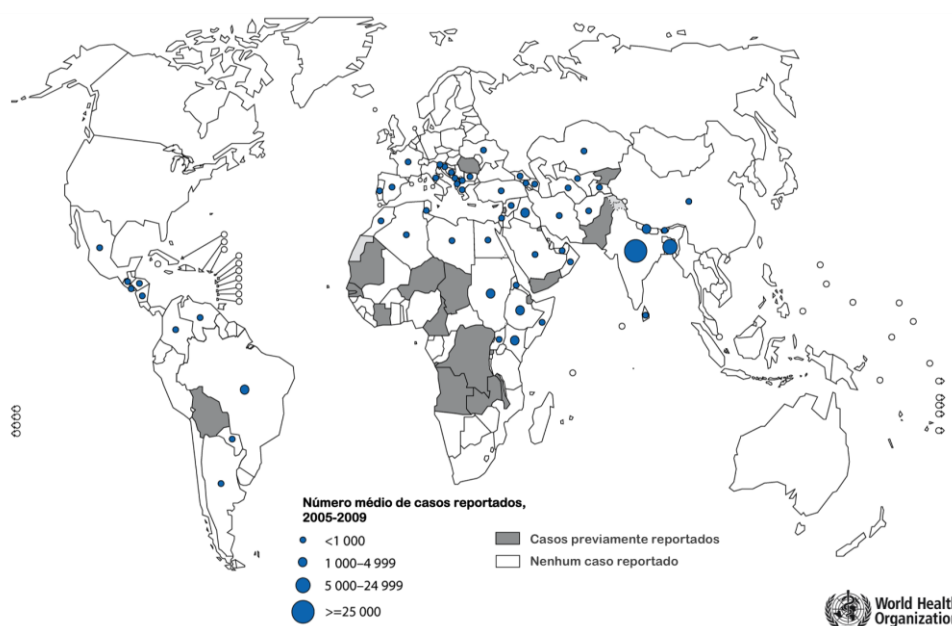 Número médio de casos reportados,
2005-2009
<1 000
1 000–4 999
5 000–24 999
>=25 000
Casos previamente reportados
Nenhum caso reportado
World Health
Organization